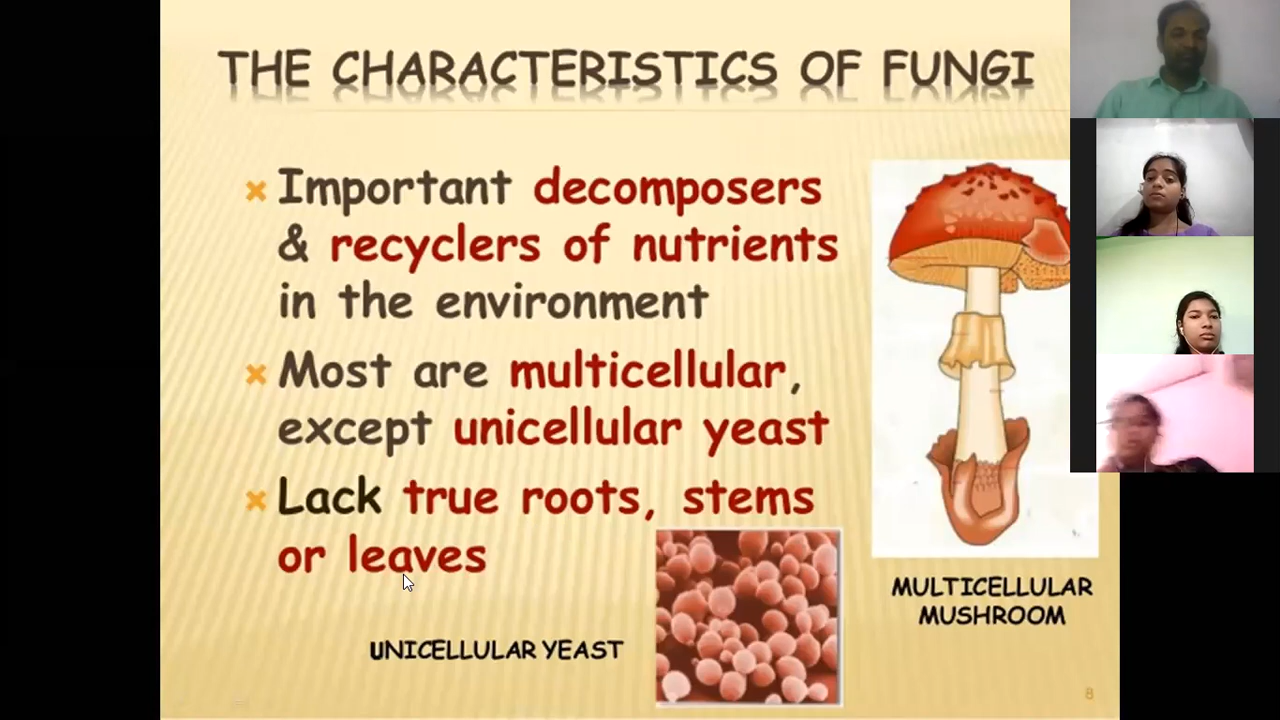 THE CHARACTERISTICS OF FUNGI
Important decomposers
& recyclers of nutrients
in the environment
Most are multicellular,
except unicellular yeast
Lack true roots, stems
or leaves
MULTICELLULAR
MUSHROOM
UNICELLULAR YEAST
8